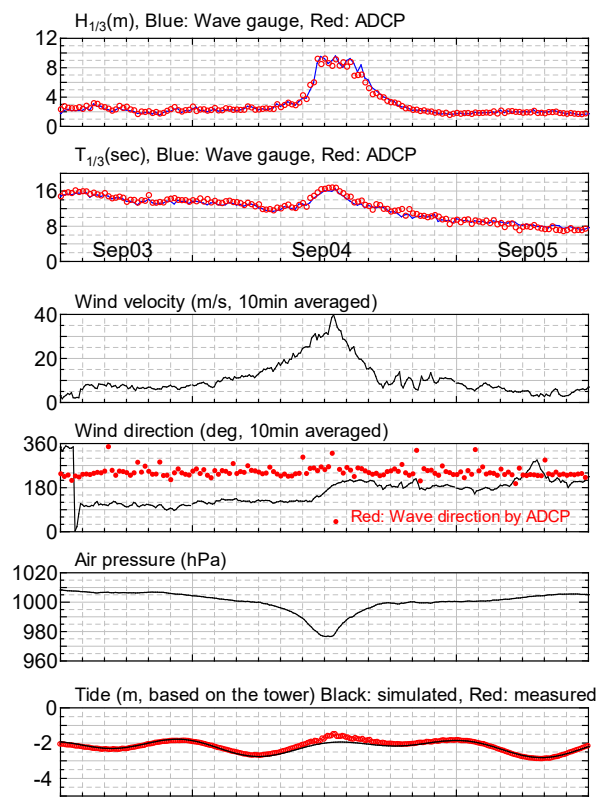 H1/3(m), Blue: Wave gauge, Red: ADCP
12
8
4
0
T1/3(sec), Blue: Wave gauge, Red: ADCP
16
8
0
Sep03 Sep04 Sep05
Wind velocity (m/s, 10min averaged)
40
20
0
Wind direction (deg, 10min averaged)
360
180
0
Red: Wave direction by ADCP
Air pressure (hPa)
1020
1000
980
960
Tide (m, based on the tower) Black: simulated, Red: measured
0
−2
−4